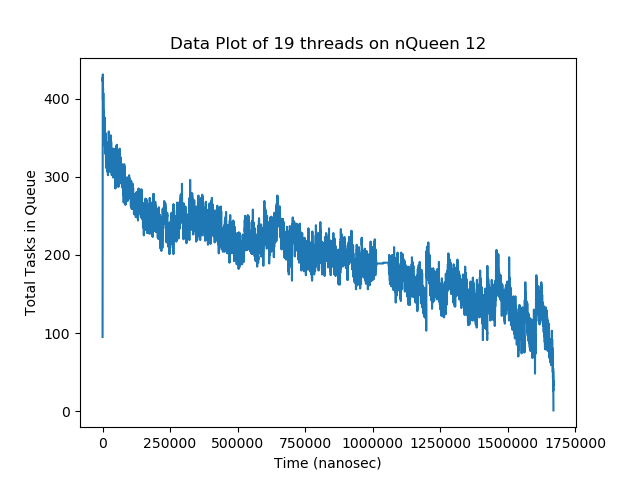 Data Plot of 19 threads on nQueen 12
Total Tasks in Queue
400
300
200
100
0
0 250000 500000 750000 1000000 1250000 1500000 1750000
Time (nanosec)